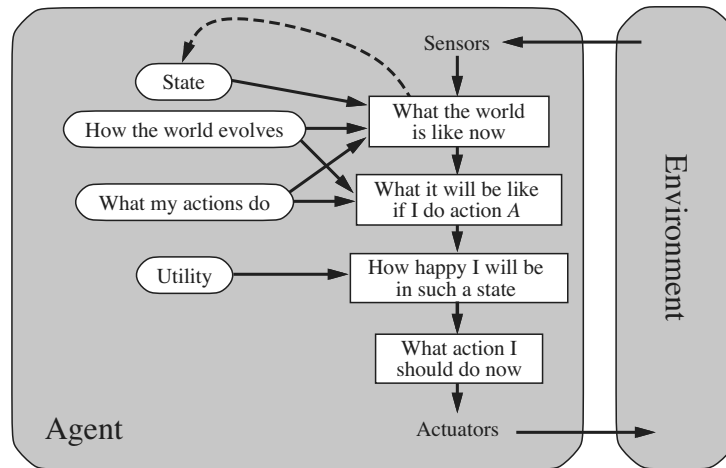 Sensors
State
What the world
is like now
How the world evolves
What my actions do
What it will be like
if I do action A
Utility
How happy I will be
in such a state
What action I
should do now
Agent
Actuators
Environment